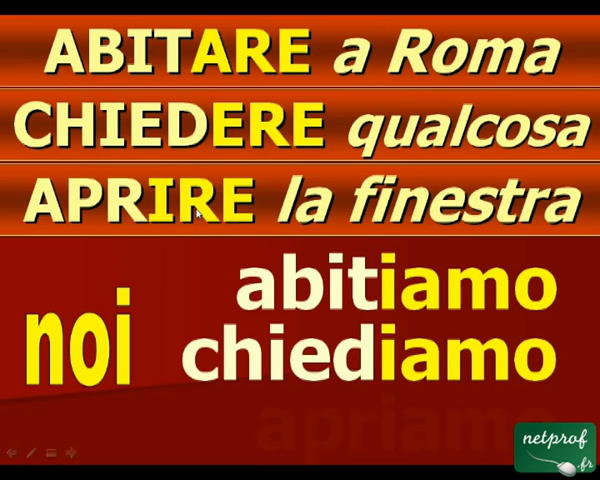 ABITARE a Roma
CHIEDERE qualcosa
APRIRE la finestra
noi
abitiamo
chiediamo
apriamo
netprof
.fr